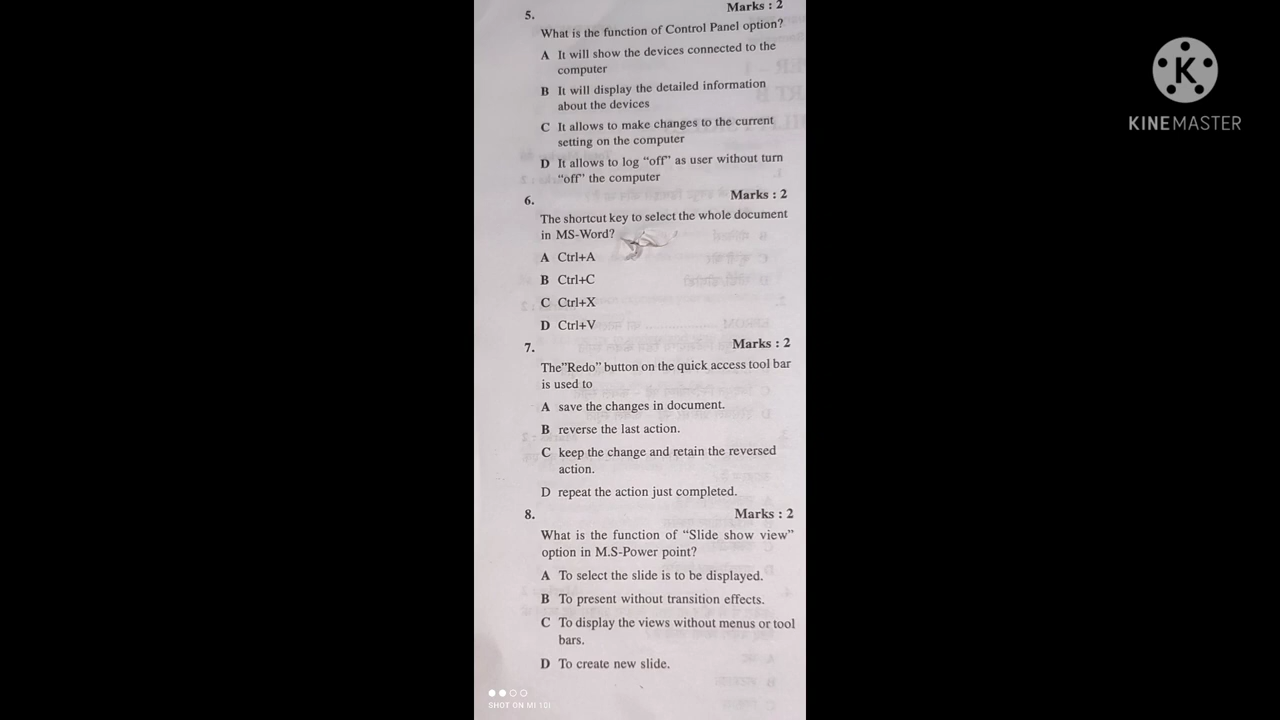 5.
Marks : 2
What is the function of Control Panel option?
A It will show the devices connected to the
computer
B It will display the detailed information
about the devices
C It allows to make changes to the current
setting on the computer
D It allows to log “off” as user without turn
“off” the computer
6.
Marks : 2
The shortcut key to select the whole document
in MS-Word?
A Ctrl+A
B Ctrl+C
C Ctrl+X
D Ctrl+V
7.
Marks : 2
The”Redo” button on the quick access tool bar
is used to
A save the changes in document.
B reverse the last action.
C keep the change and retain the reversed
action.
D repeat the action just completed.
8.
Marks : 2
What is the function of “Slide show view”
option in M.S-Power point?
A To select the slide is to be displayed.
B To present without transition effects.
C To display the views without menus or tool
bars.
D To create new slide.
SHOT ON MI 10i
K
KINEMASTER